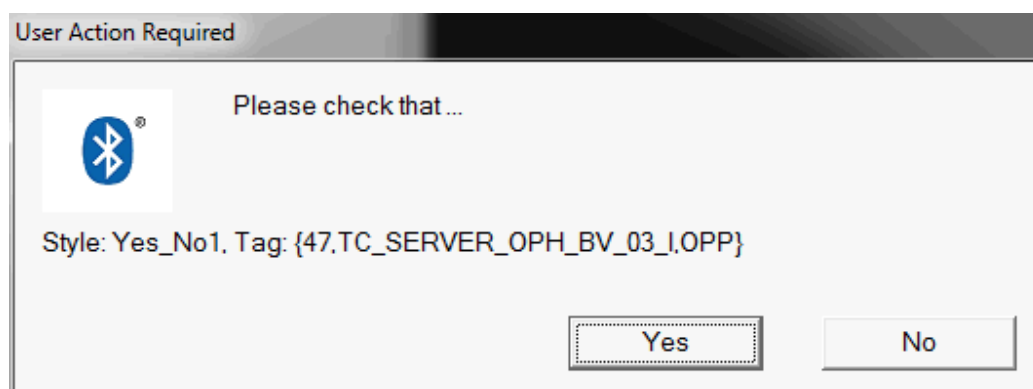 User Action Required
Please check that ...
Style: Yes_No1, Tag: {47,TC_SERVER_OPH_BV_03_I,OPP}
Yes
No